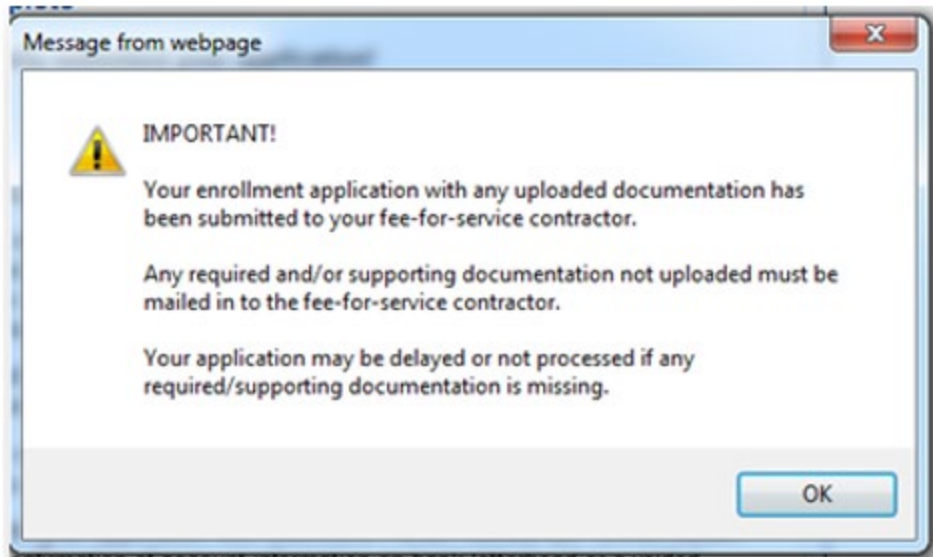 Message from webpage
IMPORTANT!
Your enrollment application with any uploaded documentation has
been submitted to your fee-for-service contractor.
Any required and/or supporting documentation not uploaded must be
mailed in to the fee-for-service contractor.
Your application may be delayed or not processed if any
required/supporting documentation is missing.
OK